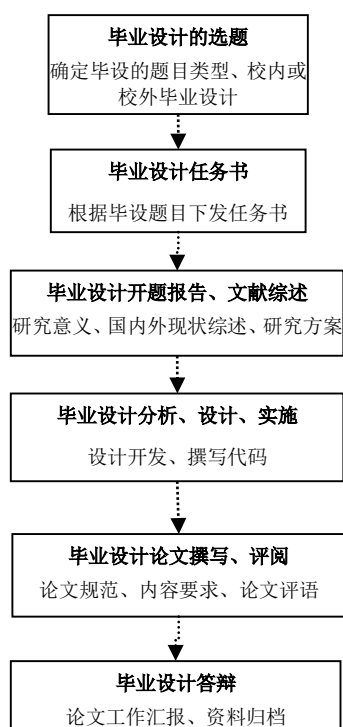 毕业设计的选题
确定毕设的题目类型、校内或
校外毕业设计
毕业设计任务书
根据毕设题目下发任务书
毕业设计开题报告、文献综述
研究意义、国内外现状综述、研究方案
毕业设计分析、设计、实施
设计开发、撰写代码
毕业设计论文撰写、评阅
论文规范、内容要求、论文评语
毕业设计答辩
论文工作汇报、资料归档